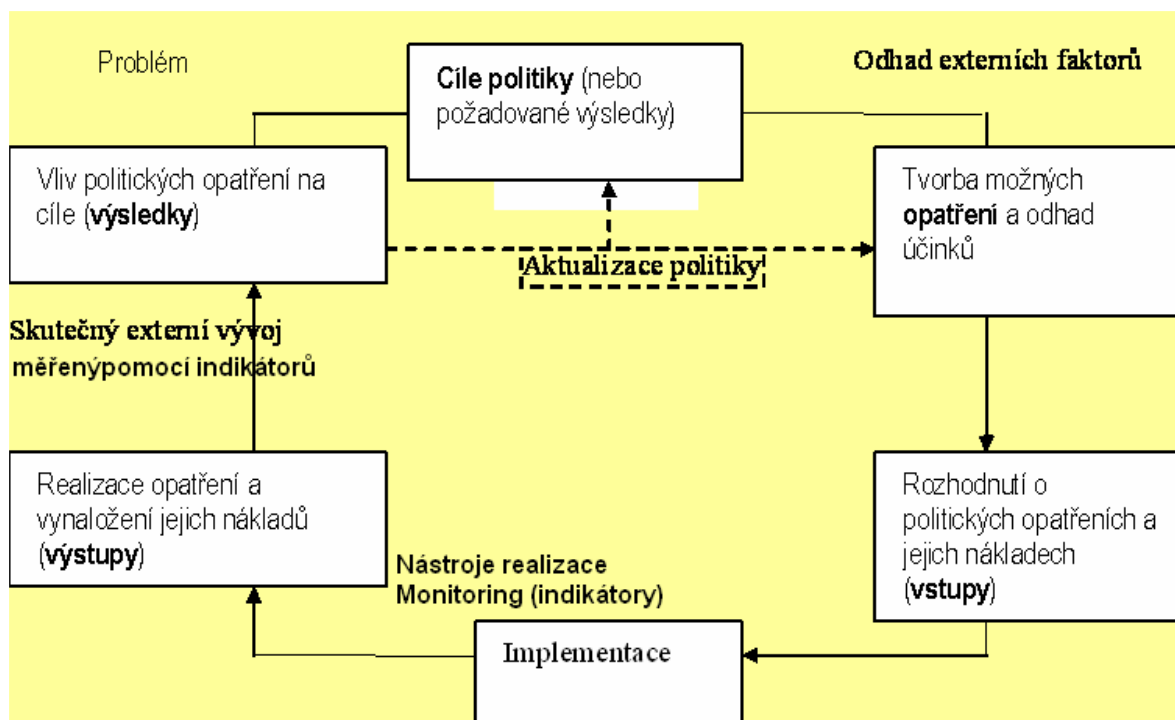 Problém
Cíle politiky (nebo
požadované výsledky)
Odhad externích faktorů
Vliv politických opatření na
cíle (výsledky)
Tvorba možných
opatření a odhad
účinků
Aktualizace politiky
Skutečný externí vývoj
měřenýpomocí indikátorů
Realizace opatření a
vynaložení jejich nákladů
(výstupy)
Rozhodnutí o
politických opatřeních a
jejich nákladech
(vstupy)
Nástroje realizace
Monitoring (indikátory)
Implementace